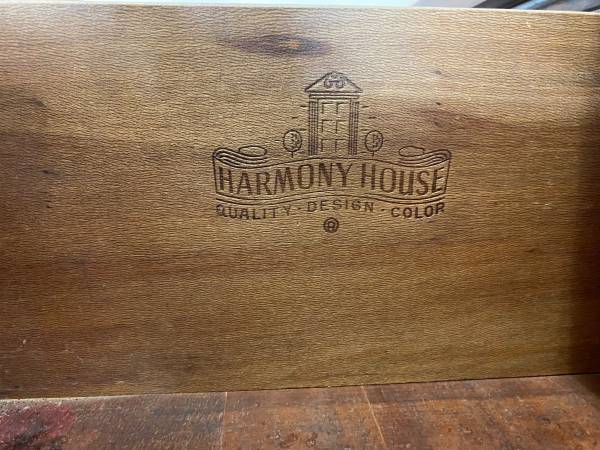 HARMONY HOUSE
QUALITY · DESIGN · COLOR
®